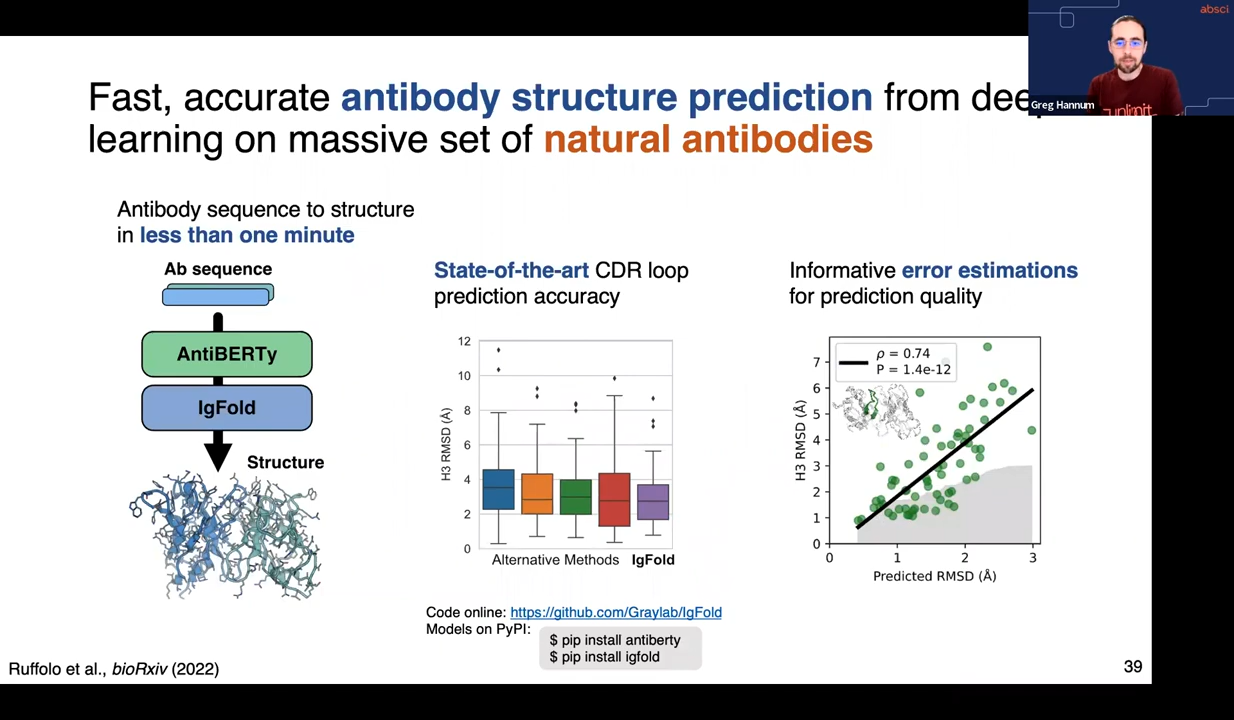 absci
Greg Hannum
Fast, accurate antibody structure prediction from deep
learning on massive set of natural antibodies
Antibody sequence to structure
in less than one minute
Ab sequence
AntiBERTy
IgFold
Structure
State-of-the-art CDR loop
prediction accuracy
12
10
8
6
4
2
0
H3 RMSD (Å)
Alternative Methods
IgFold
Informative error estimations
for prediction quality
ρ = 0.74
P = 1.4e-12
7
6
5
4
3
2
1
0
H3 RMSD (Å)
0 1 2 3
Predicted RMSD (Å)
Code online: https://github.com/Graylab/IgFold
Models on PyPI:
$ pip install antiberty
$ pip install igfold
Ruffolo et al., bioRxiv (2022)
39